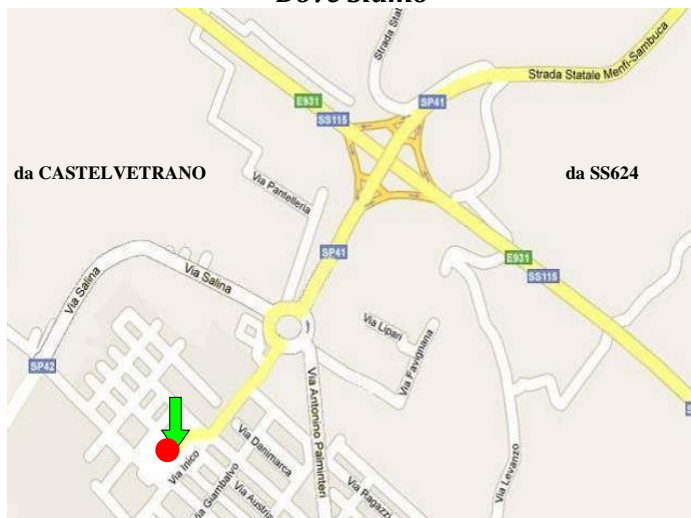 Dove siamo
Strada Stat
E931
SP41
Strada Statale Menfi-Sambuca
SS115
da CASTELVETRANO
da SS624
Via Pantelleria
SP41
E931
SS115
Via Salina
Via Salina
Via Lipari
Via Favignana
SP42
Via Antonino Palminteri
Via Levanzo
Via Danimarca
Via Inico
Via Giambalvo
Via Austria
Via Ragazzi